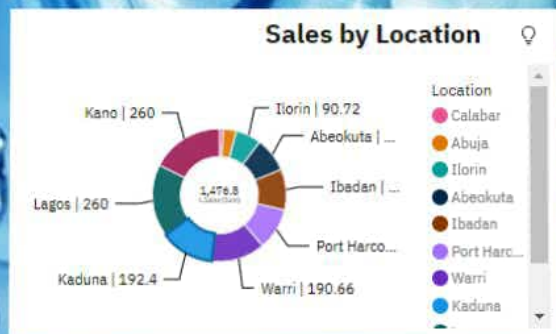 Sales by Location
Kano | 260
Ilorin | 90.72
Abeokuta | ...
Ibadan | ...
Lagos | 260
1,476.8
Port Harco...
Kaduna | 192.4
Warri | 190.66
Location
Calabar
Abuja
Ilorin
Abeokuta
Ibadan
Port Harc...
Warri
Kaduna